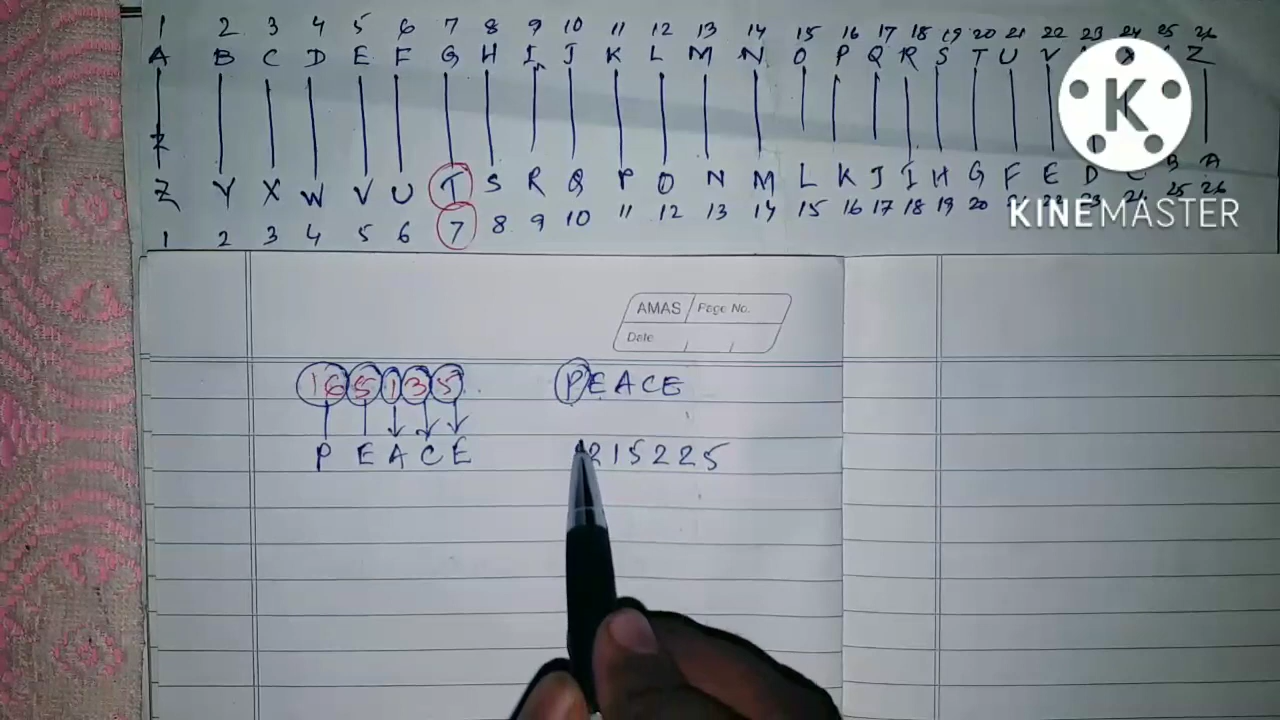 1 2 3 4 5 6 7 8 9 10 11 12 13 14 15 16 17 18 19 20 21 22 23 24 25 26
A B C D E F G H I J K L M N O P Q R S T U V X Z
Z Y X W V U T S R Q P O N M L K J I H G F E D C B A
1 2 3 4 5 6 7 8 9 10 11 12 13 14 15 16 17 18 19 20 21 22 23 24 25 26
K
KINEMASTER
AMAS Page No.
Date
16 5 1 3 5 PEACE
P E A C E 215225